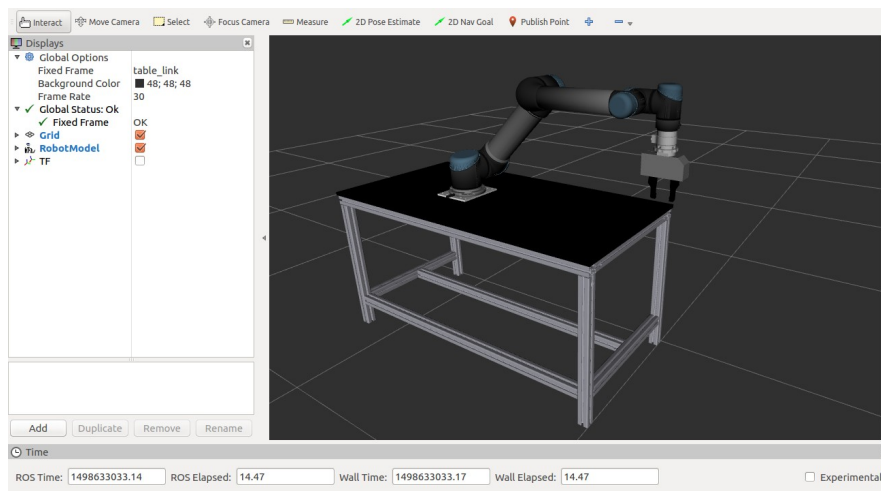 Interact Move Camera Select Focus Camera Measure 2D Pose Estimate 2D Nav Goal Publish Point
Displays
Global Options
Fixed Frame table_link
Background Color 48; 48; 48
Frame Rate 30
Global Status: Ok
Fixed Frame OK
Grid
RobotModel
TF
Add Duplicate Remove Rename
Time
ROS Time: 1498633033.14 ROS Elapsed: 14.47 Wall Time: 1498633033.17 Wall Elapsed: 14.47 Experimental